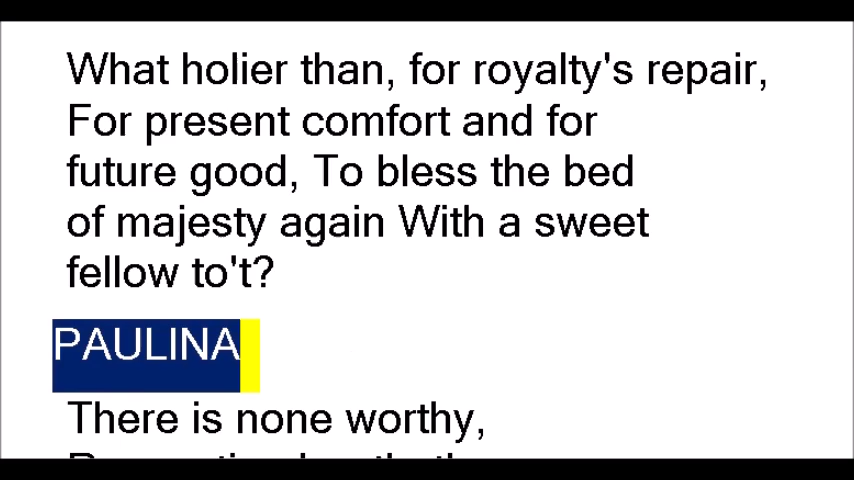 What holier than, for royalty's repair,
For present comfort and for
future good, To bless the bed
of majesty again With a sweet
fellow to't?
PAULINA
There is none worthy,